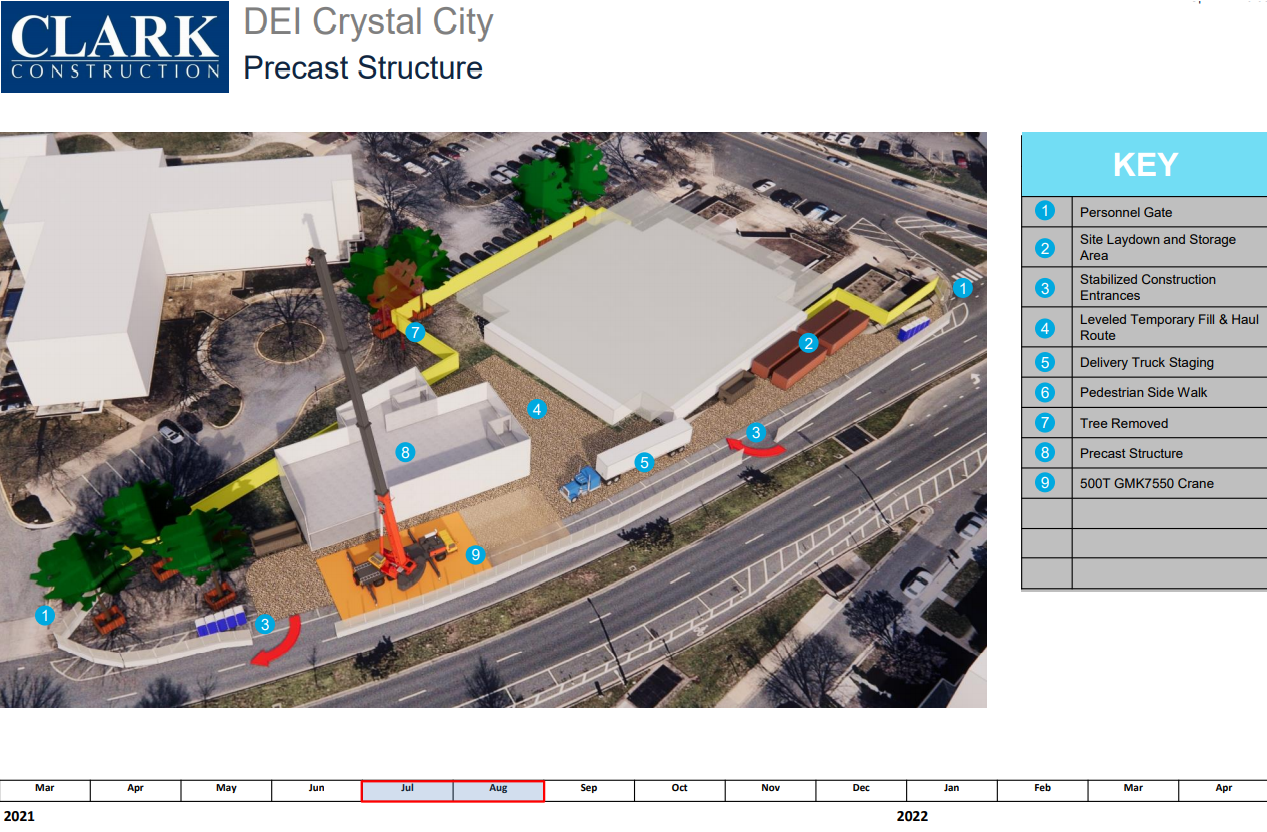 CLARK
CONSTRUCTION
DEI Crystal City
Precast Structure
1
7
2
4
3
8
5
9
1
3
KEY
1 Personnel Gate
2 Site Laydown and Storage
Area
3 Stabilized Construction
Entrances
4 Leveled Temporary Fill & Haul
Route
5 Delivery Truck Staging
6 Pedestrian Side Walk
7 Tree Removed
8 Precast Structure
9 500T GMK7550 Crane
Mar Apr May Jun Jul Aug Sep Oct Nov Dec Jan Feb Mar Apr
2021 2022